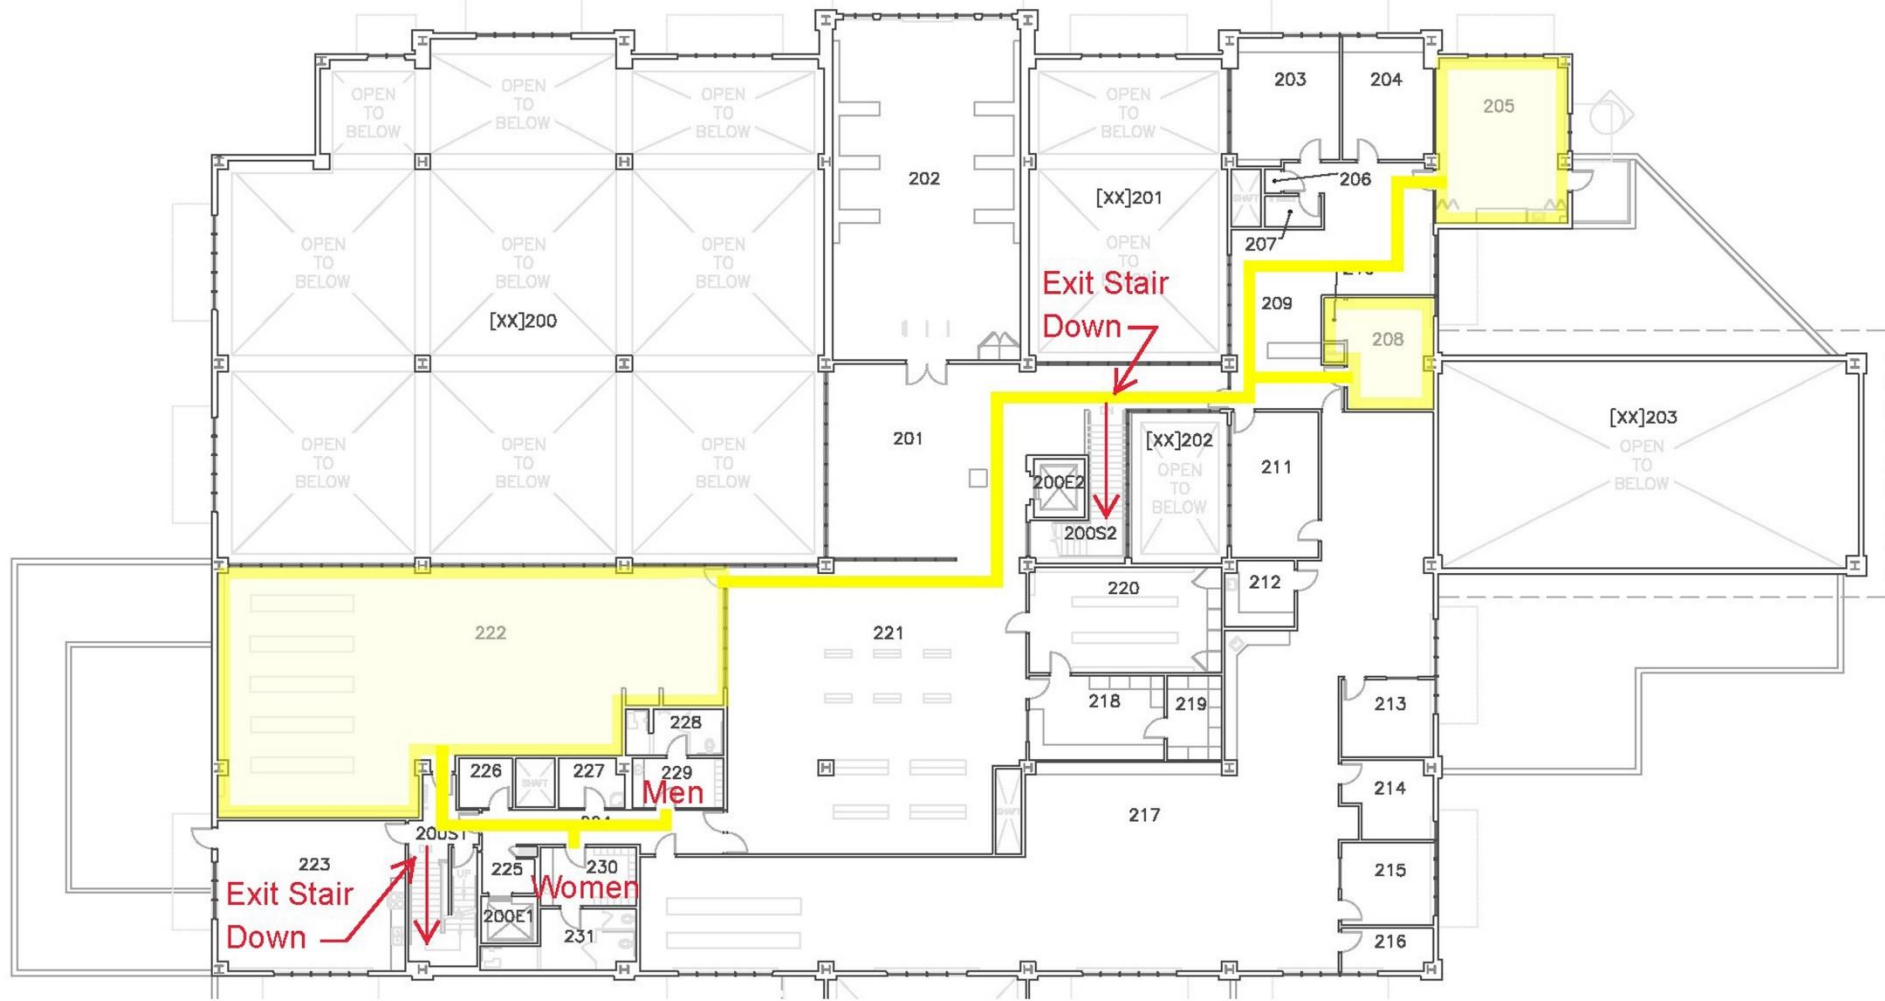 OPEN
TO
BELOW
OPEN
TO
BELOW
OPEN
TO
BELOW
202
[XX]201
203
204
205
206
207
OPEN
TO
BELOW
OPEN
TO
BELOW
OPEN
TO
BELOW
[XX]200
OPEN
TO
BELOW
Exit Stair
Down
209
208
OPEN
TO
BELOW
OPEN
TO
BELOW
OPEN
TO
BELOW
201
[XX]202
OPEN
TO
BELOW
200E2
200S2
211
[XX]203
OPEN
TO
BELOW
212
220
222
221
218
219
213
228
226
SHAFT
227
229
Men
214
217
200S1
223
UP
225
230
Women
215
Exit Stair
Down
200E1
231
216